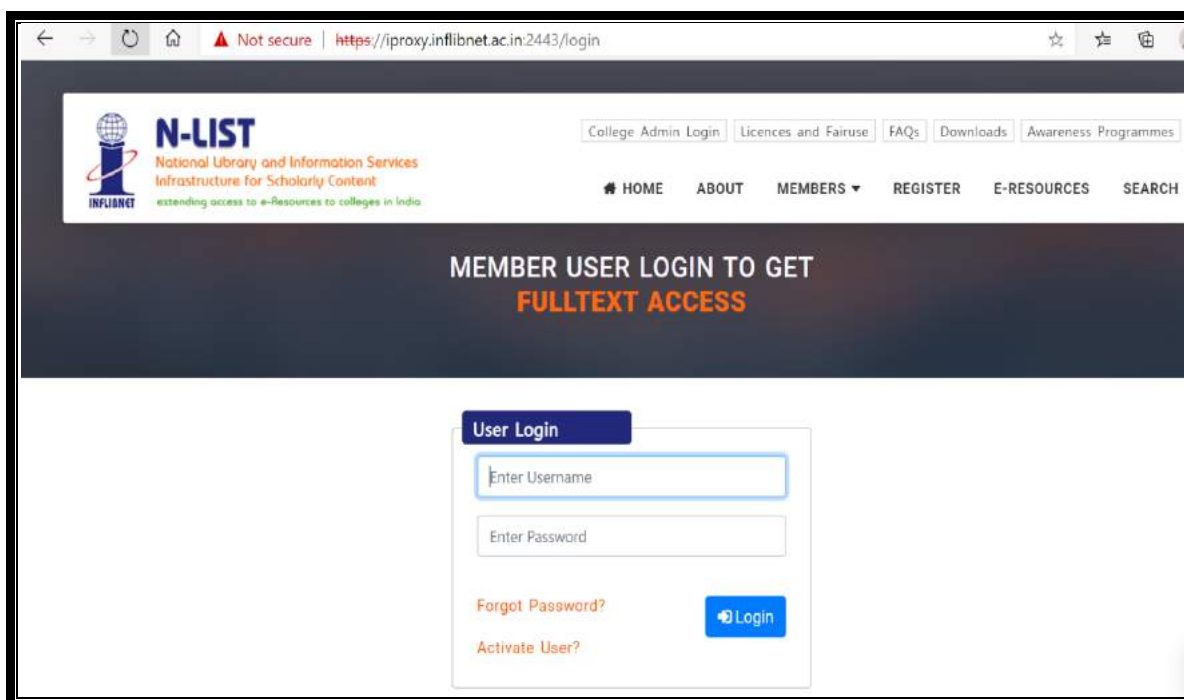 Not secure | https://iproxy.inflibnet.ac.in:2443/login
N-LIST
National Library and Information Services
Infrastructure for Scholarly Content
extending access to e-Resources to colleges in India
INFLIBNET
College Admin Login Licences and Fairuse FAQs Downloads Awareness Programmes
HOME ABOUT MEMBERS REGISTER E-RESOURCES SEARCH
MEMBER USER LOGIN TO GET
FULLTEXT ACCESS
User Login
Enter Username
Enter Password
Forgot Password?
Login
Activate User?